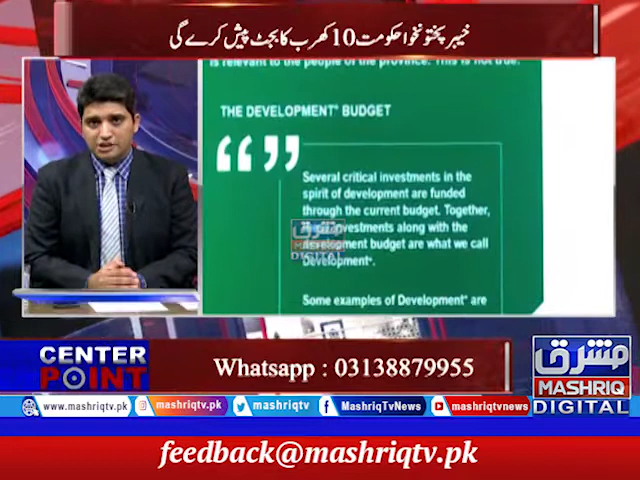 خیبر پختونخوا حکومت 10 کھرب کا بجٹ پیش کرے گی
is relevant to the people of the province. This is not true.
THE DEVELOPMENT⁺ BUDGET
Several critical investments in the
spirit of development are funded
through the current budget. Together,
investments along with the
development budget are what we call
Development⁺.
Some examples of Development⁺ are
مشرق
MASHRIQ
DIGITAL
CENTER
POINT
Whatsapp : 03138879955
مشرق
MASHRIQ
DIGITAL
www.mashriqtv.pk mashriqtv.pk mashriqtv MashriqTvNews mashriqtvnews
feedback@mashriqtv.pk